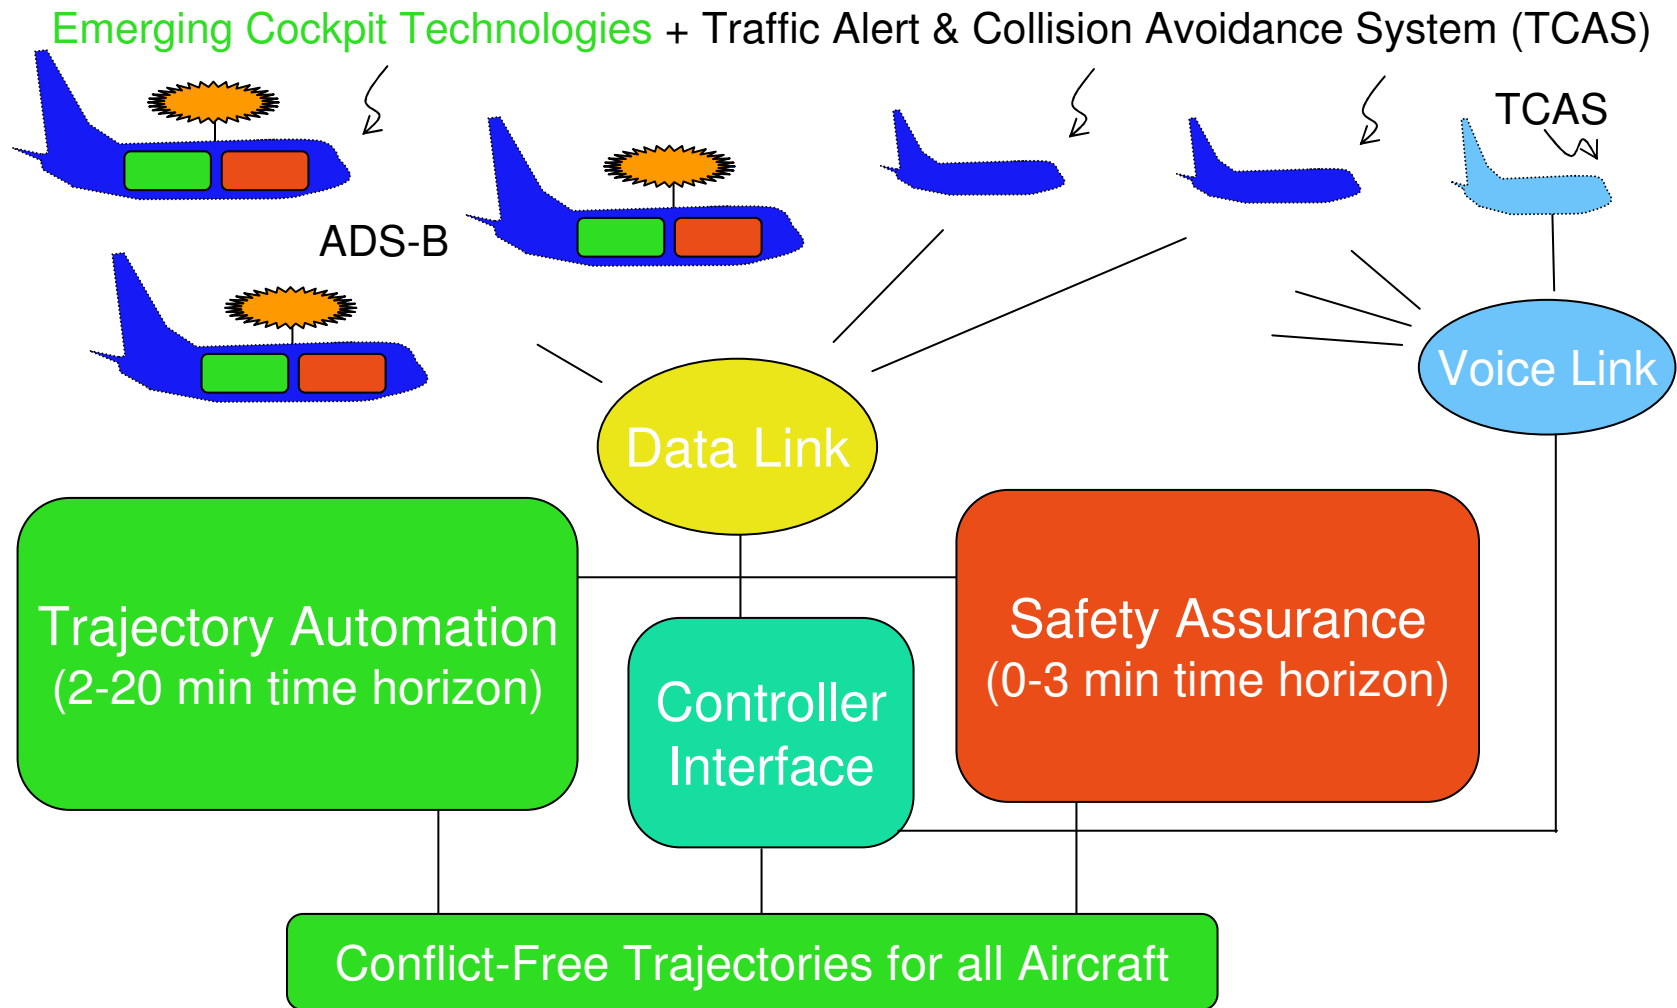 Emerging Cockpit Technologies + Traffic Alert & Collision Avoidance System (TCAS)
TCAS
ADS-B
Voice Link
Data Link
Trajectory Automation
(2-20 min time horizon)
Controller
Interface
Safety Assurance
(0-3 min time horizon)
Conflict-Free Trajectories for all Aircraft